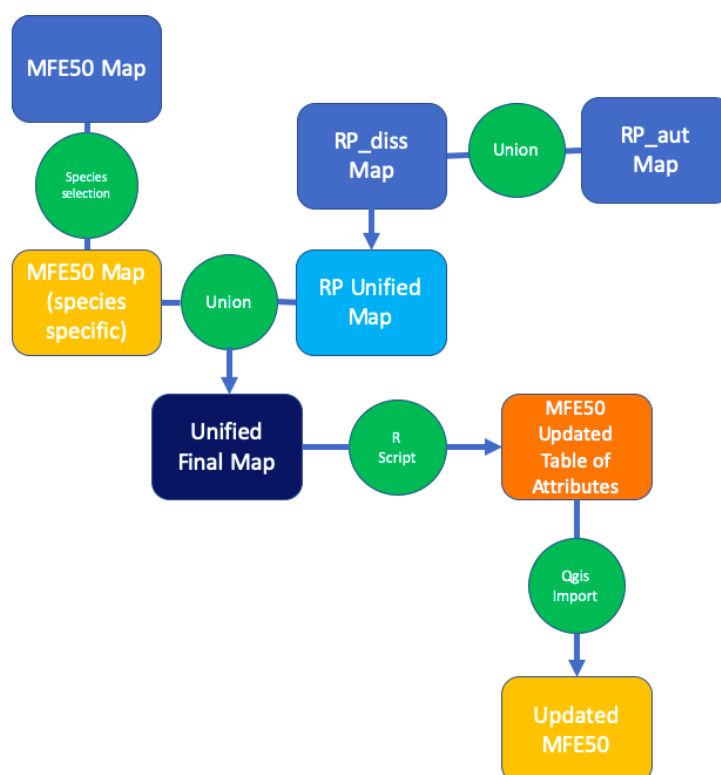 MFE50 Map
Species
selection
MFE50 Map
(species
specific)
RP_diss
Map
Union
RP_aut
Map
Union
RP Unified
Map
Unified
Final Map
R
Script
MFE50
Updated
Table of
Attributes
Qgis
Import
Updated
MFE50